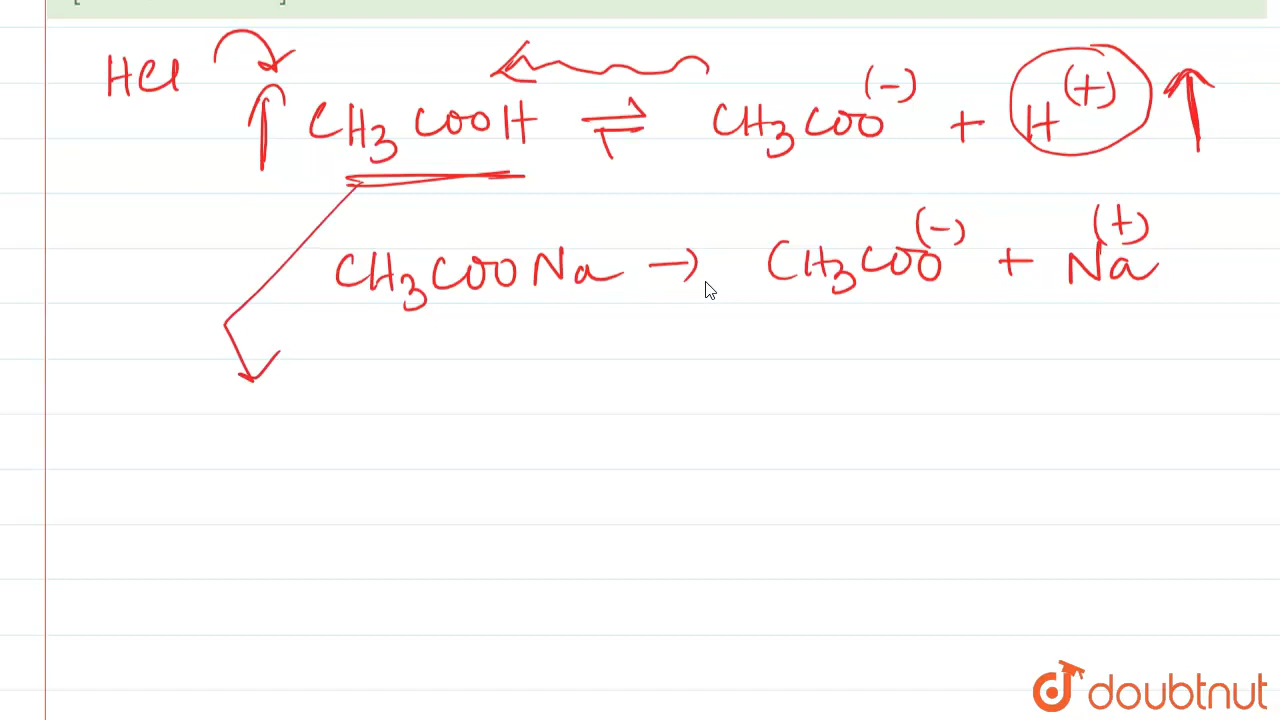 HCl
CH3COOH ⇌ CH3COO(-) + H(+)
CH3COONa → CH3COO(-) + Na(+)
doubtnut